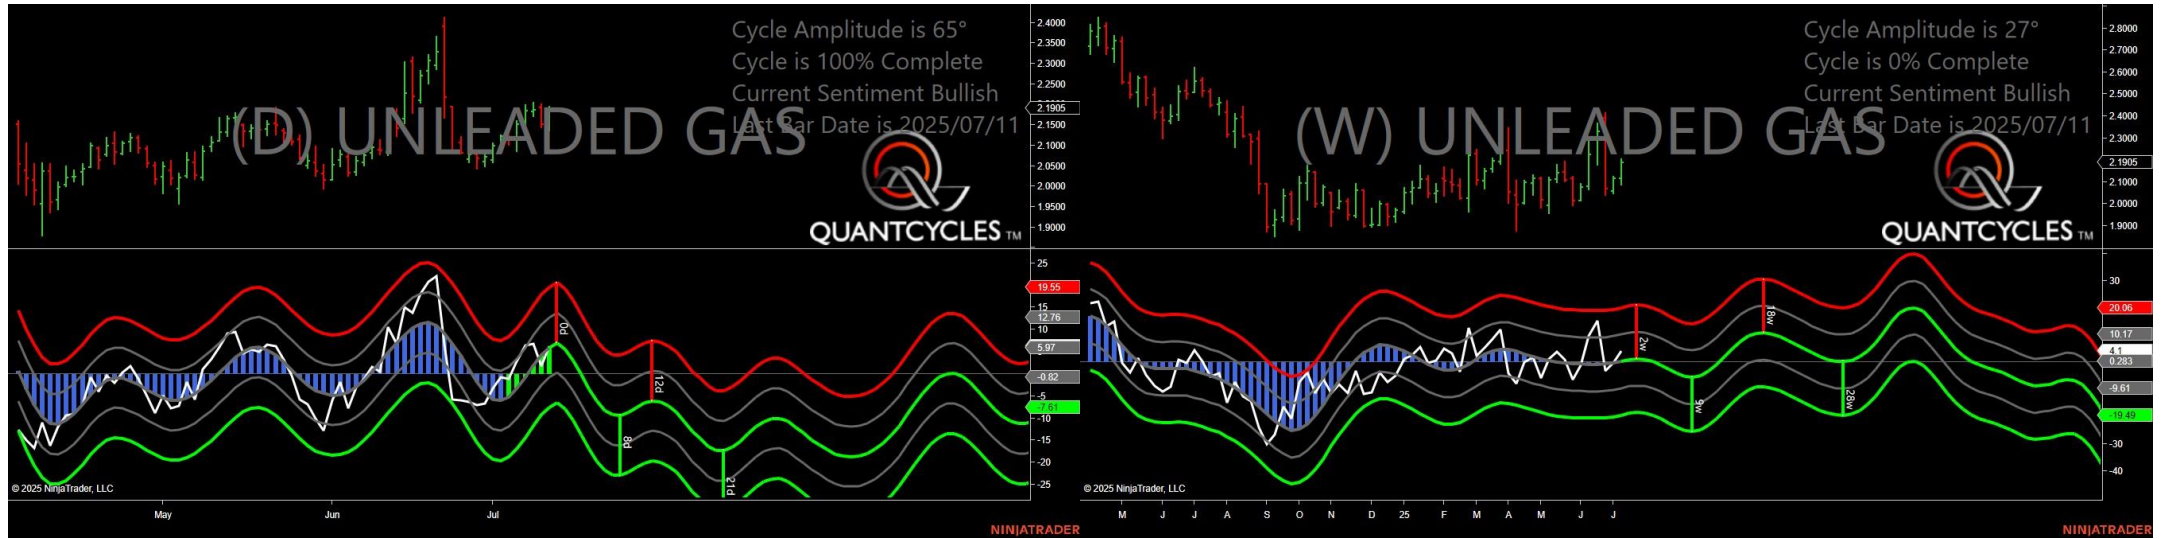 Cycle Amplitude is 65°
Cycle is 100% Complete
Current Sentiment Bullish
Last Bar Date is 2025/07/11
(D) UNLEADED GAS
QUANTCYCLES TM
2.4000
2.3500
2.3000
2.2500
2.1905
2.1500
2.1000
2.0500
2.0000
1.9500
1.9000
25
19.55
15
12.76
10
5.97
-0.82
-5
-7.61
-10
-15
-20
-25
0d
12d
8d
21d
© 2025 NinjaTrader, LLC
May
Jun
Jul
NINJATRADER
Cycle Amplitude is 27°
Cycle is 0% Complete
Current Sentiment Bullish
Last Bar Date is 2025/07/11
(W) UNLEADED GAS
QUANTCYCLES TM
2.8000
2.7000
2.6000
2.5000
2.4000
2.3000
2.1905
2.1000
2.0000
1.9000
30
20.06
10.17
4.1
0.283
-9.61
-19.49
-30
-40
2w
18w
9w
28w
© 2025 NinjaTrader, LLC
M J J A S O N D 25 F M A M J J
NINJATRADER